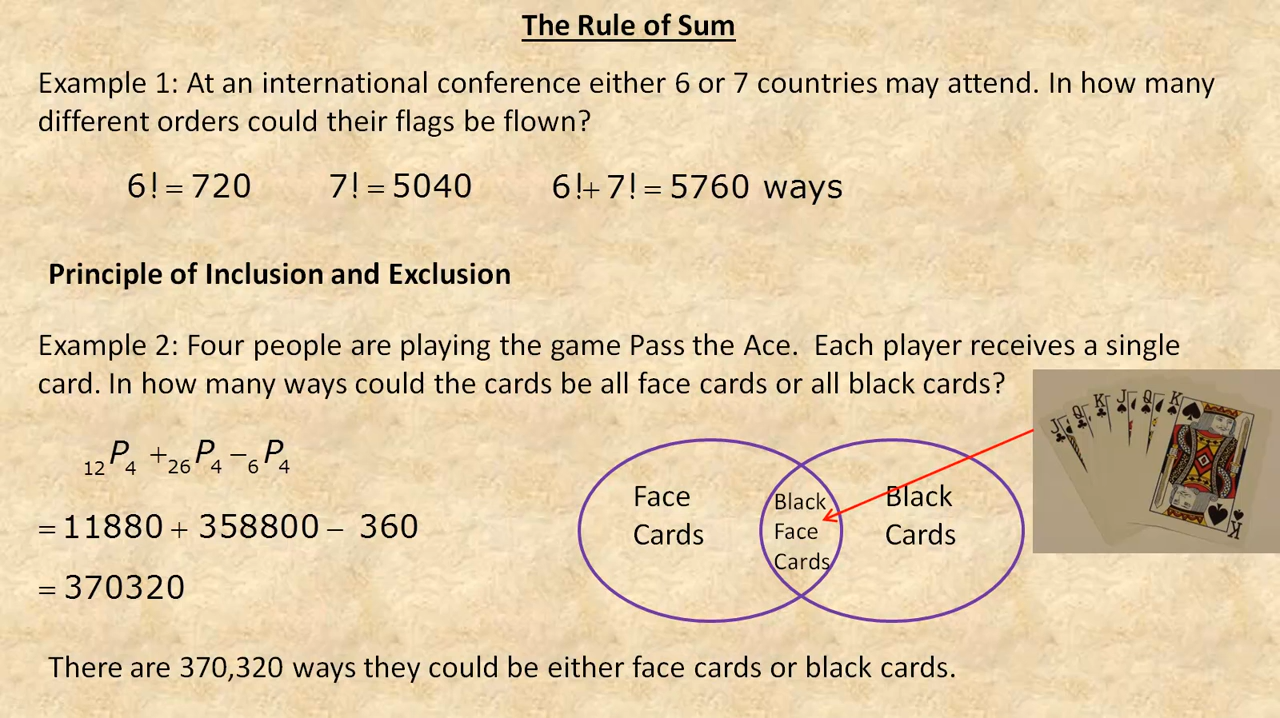 The Rule of Sum
Example 1: At an international conference either 6 or 7 countries may attend. In how many
different orders could their flags be flown?
6! = 720 7! = 5040 6!+ 7! = 5760 ways
Principle of Inclusion and Exclusion
Example 2: Four people are playing the game Pass the Ace. Each player receives a single
card. In how many ways could the cards be all face cards or all black cards?
J Q K J Q K
K
₁₂P₄ +₂₆P₄ −₆P₄
= 11880 + 358800 − 360
= 370320
Face
Cards
Black
Face
Cards
Black
Cards
There are 370,320 ways they could be either face cards or black cards.